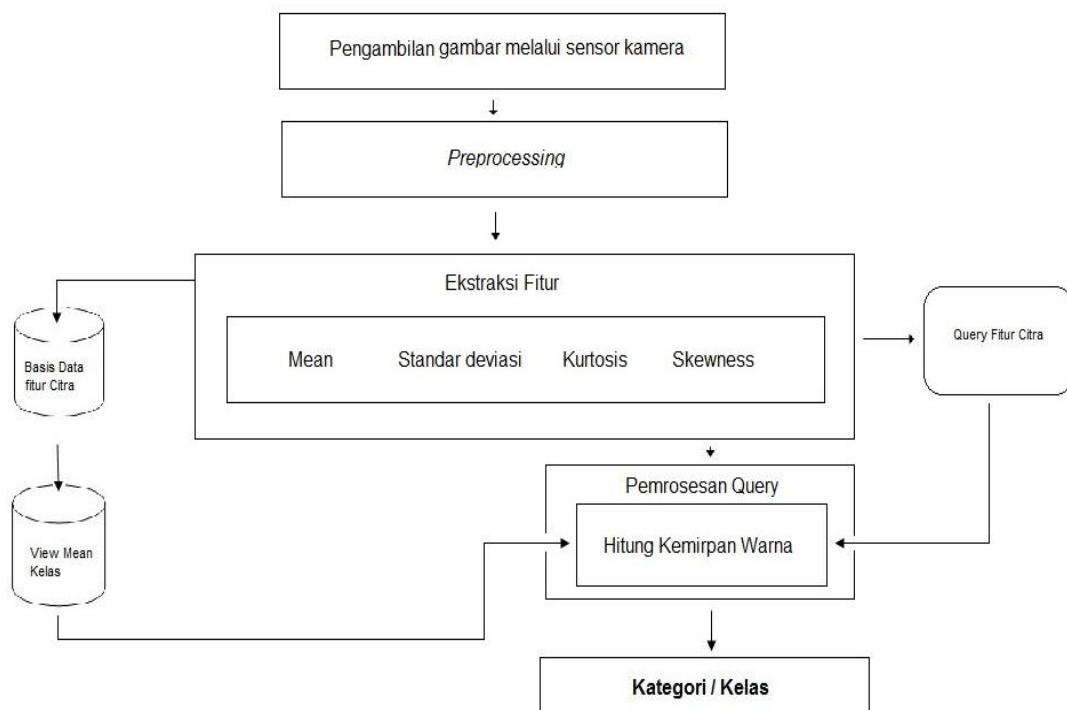 Pengambilan gambar melalui sensor kamera
Preprocessing
Ekstraksi Fitur
Mean Standar deviasi Kurtosis Skewness
Basis Data
fitur Citra
Query Fitur Citra
View Mean
Kelas
Pemrosesan Query
Hitung Kemirpan Warna
Kategori / Kelas